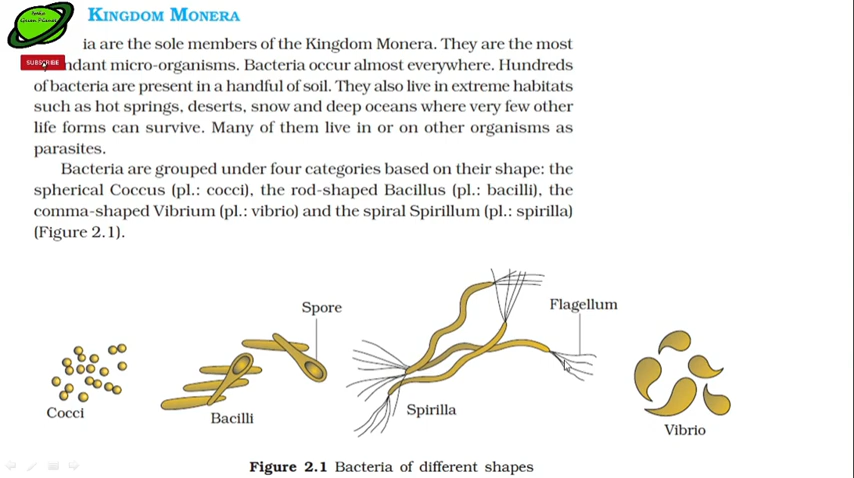 KINGDOM MONERA
ia are the sole members of the Kingdom Monera. They are the most
ndant micro-organisms. Bacteria occur almost everywhere. Hundreds
of bacteria are present in a handful of soil. They also live in extreme habitats
such as hot springs, deserts, snow and deep oceans where very few other
life forms can survive. Many of them live in or on other organisms as
parasites.
Bacteria are grouped under four categories based on their shape: the
spherical Coccus (pl.: cocci), the rod-shaped Bacillus (pl.: bacilli), the
comma-shaped Vibrium (pl.: vibrio) and the spiral Spirillum (pl.: spirilla)
(Figure 2.1).
Spore
Flagellum
Cocci
Bacilli
Spirilla
Vibrio
Figure 2.1 Bacteria of different shapes
Green Planet
SUBSCRIBE